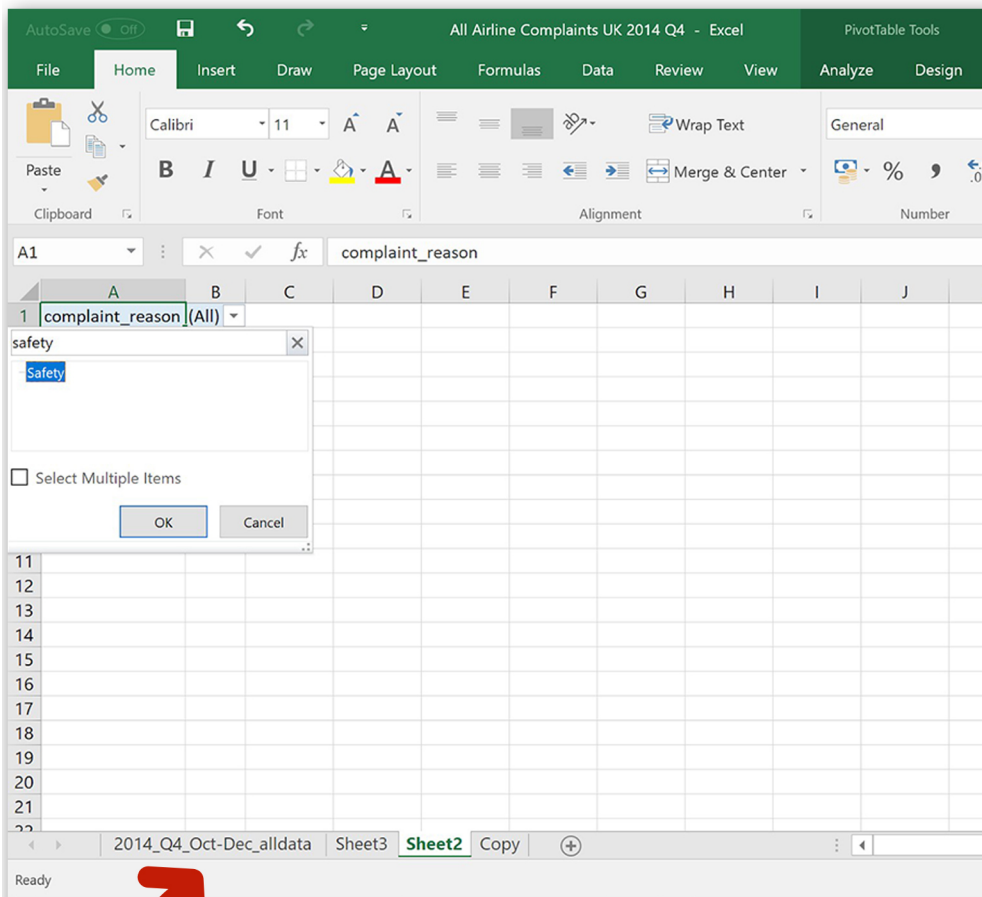 AutoSave Off All Airline Complaints UK 2014 Q4 - Excel PivotTable Tools
File Home Insert Draw Page Layout Formulas Data Review View Analyze Design
Calibri 11 A A Wrap Text General
Paste B I U A Merge & Center % .0
Clipboard Font Alignment Number
A1 fx complaint_reason
A B C D E F G H I J
1 complaint_reason (All)
safety
Safety
Select Multiple Items
OK Cancel
11
12
13
14
15
16
17
18
19
20
21
22
2014_Q4_Oct-Dec_alldata Sheet3 Sheet2 Copy
Ready